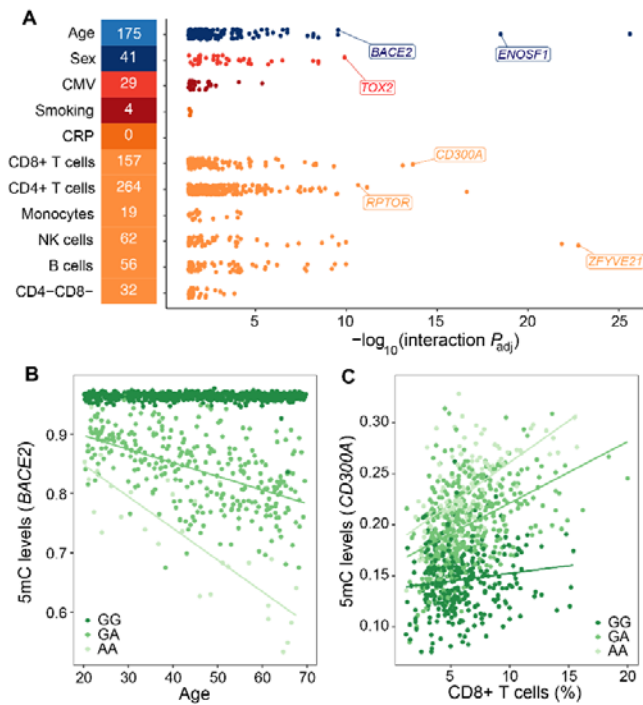 A
Age 175
Sex 41
CMV 29
Smoking 4
CRP 0
CD8+ T cells 157
CD4+ T cells 264
Monocytes 19
NK cells 62
B cells 56
CD4−CD8− 32
BACE2
ENOSF1
TOX2
CD300A
RPTOR
ZFYVE21
5 10 15 20 25
−log10(interaction Padj)
B
5mC levels (BACE2)
0.9
0.8
0.7
0.6
GG
GA
AA
20 30 40 50 60 70
Age
C
5mC levels (CD300A)
0.30
0.25
0.20
0.15
0.10
GG
GA
AA
5 10 15 20
CD8+ T cells (%)